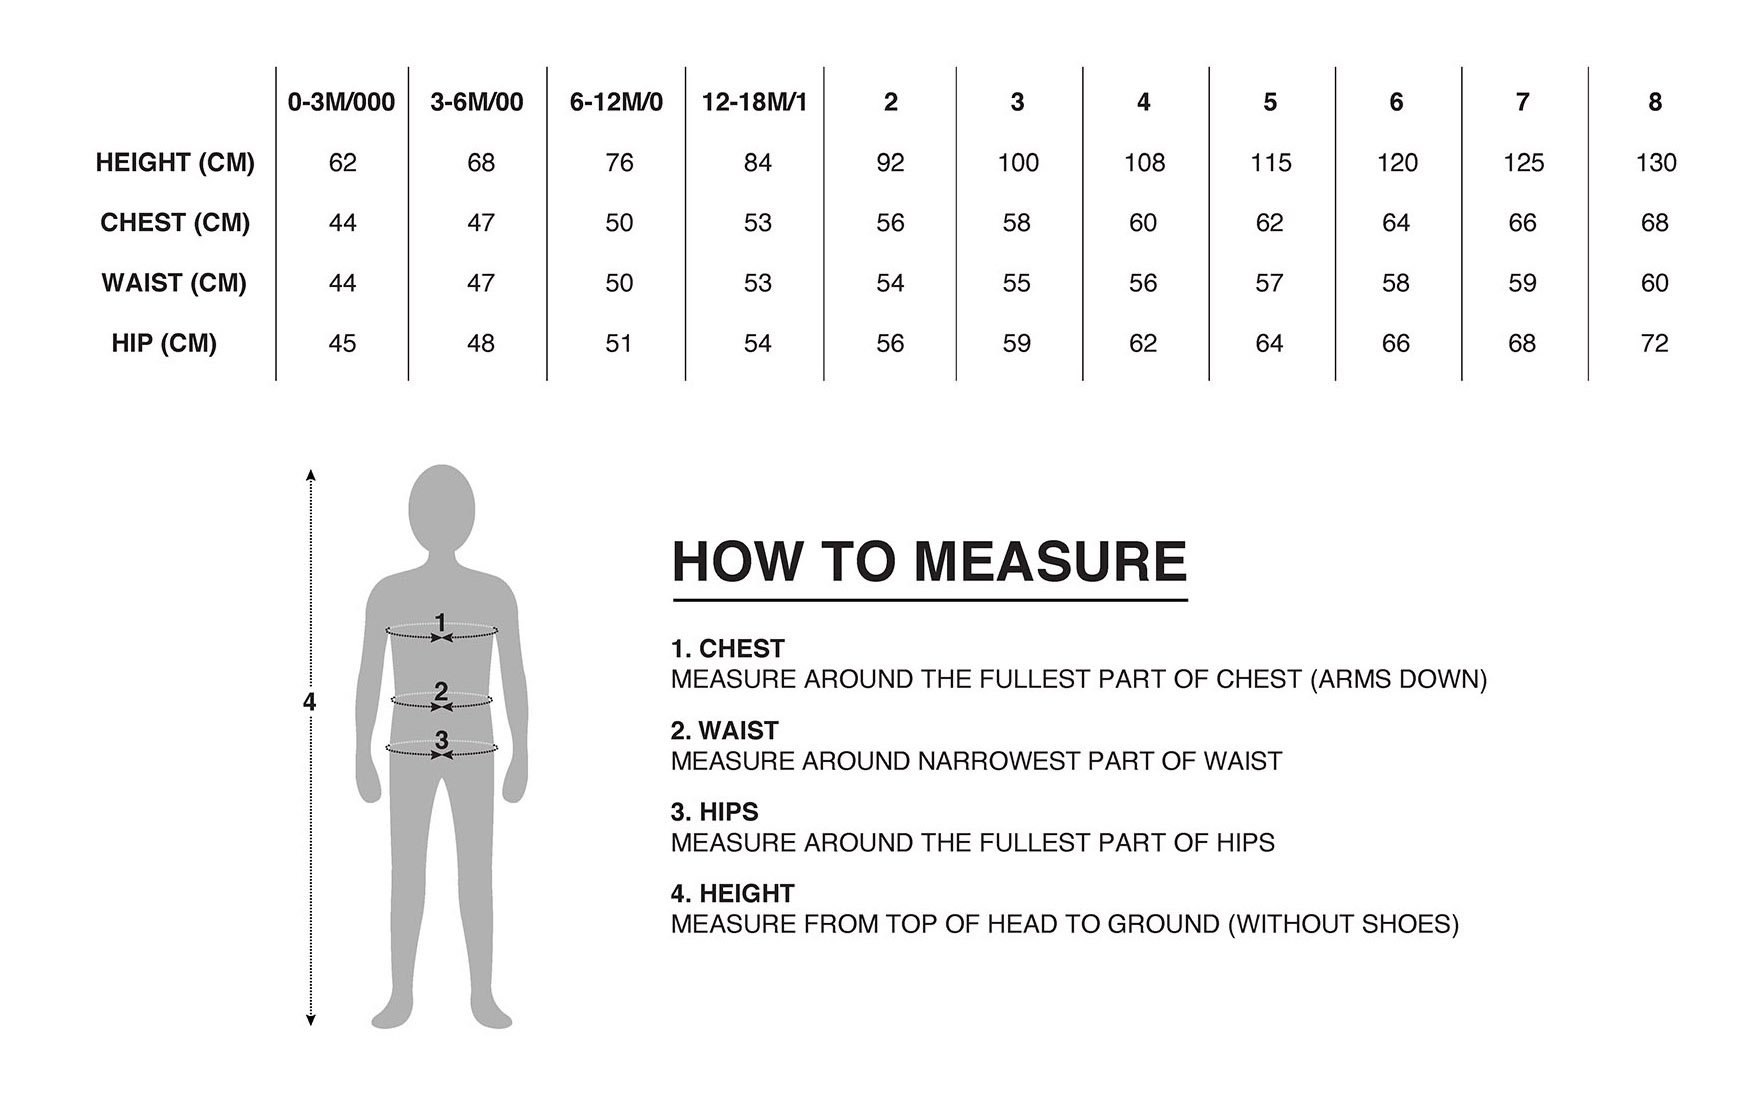 0-3M/000 3-6M/00 6-12M/0 12-18M/1 2 3 4 5 6 7 8
HEIGHT (CM) 62 68 76 84 92 100 108 115 120 125 130
CHEST (CM) 44 47 50 53 56 58 60 62 64 66 68
WAIST (CM) 44 47 50 53 54 55 56 57 58 59 60
HIP (CM) 45 48 51 54 56 59 62 64 66 68 72
1
2
3
4
HOW TO MEASURE
1. CHEST
MEASURE AROUND THE FULLEST PART OF CHEST (ARMS DOWN)
2. WAIST
MEASURE AROUND NARROWEST PART OF WAIST
3. HIPS
MEASURE AROUND THE FULLEST PART OF HIPS
4. HEIGHT
MEASURE FROM TOP OF HEAD TO GROUND (WITHOUT SHOES)